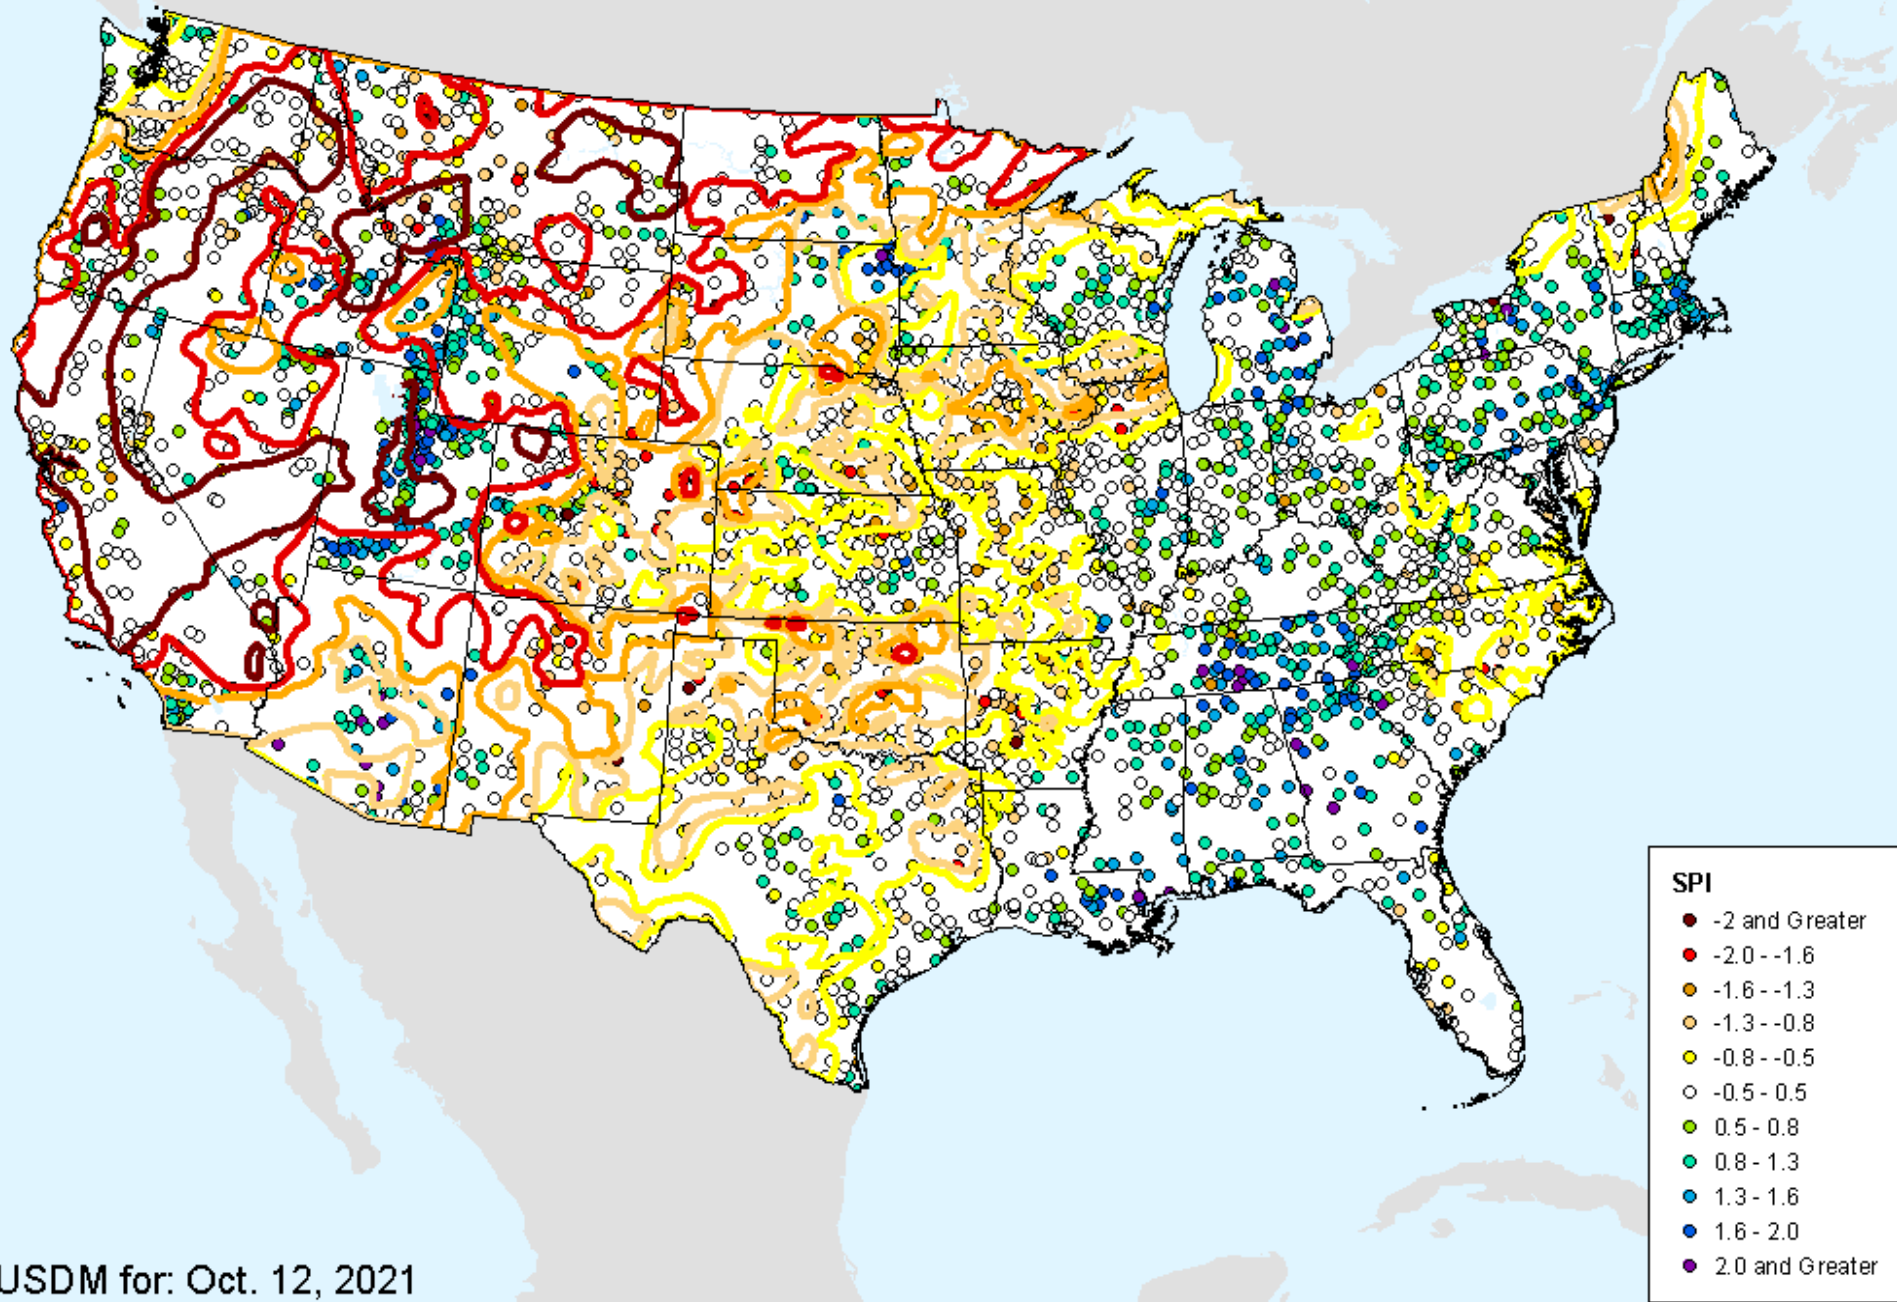 SPI
-2 and Greater
-2.0 - -1.6
-1.6 - -1.3
-1.3 - -0.8
-0.8 - -0.5
-0.5 - 0.5
0.5 - 0.8
0.8 - 1.3
1.3 - 1.6
1.6 - 2.0
2.0 and Greater
USDM for: Oct. 12, 2021